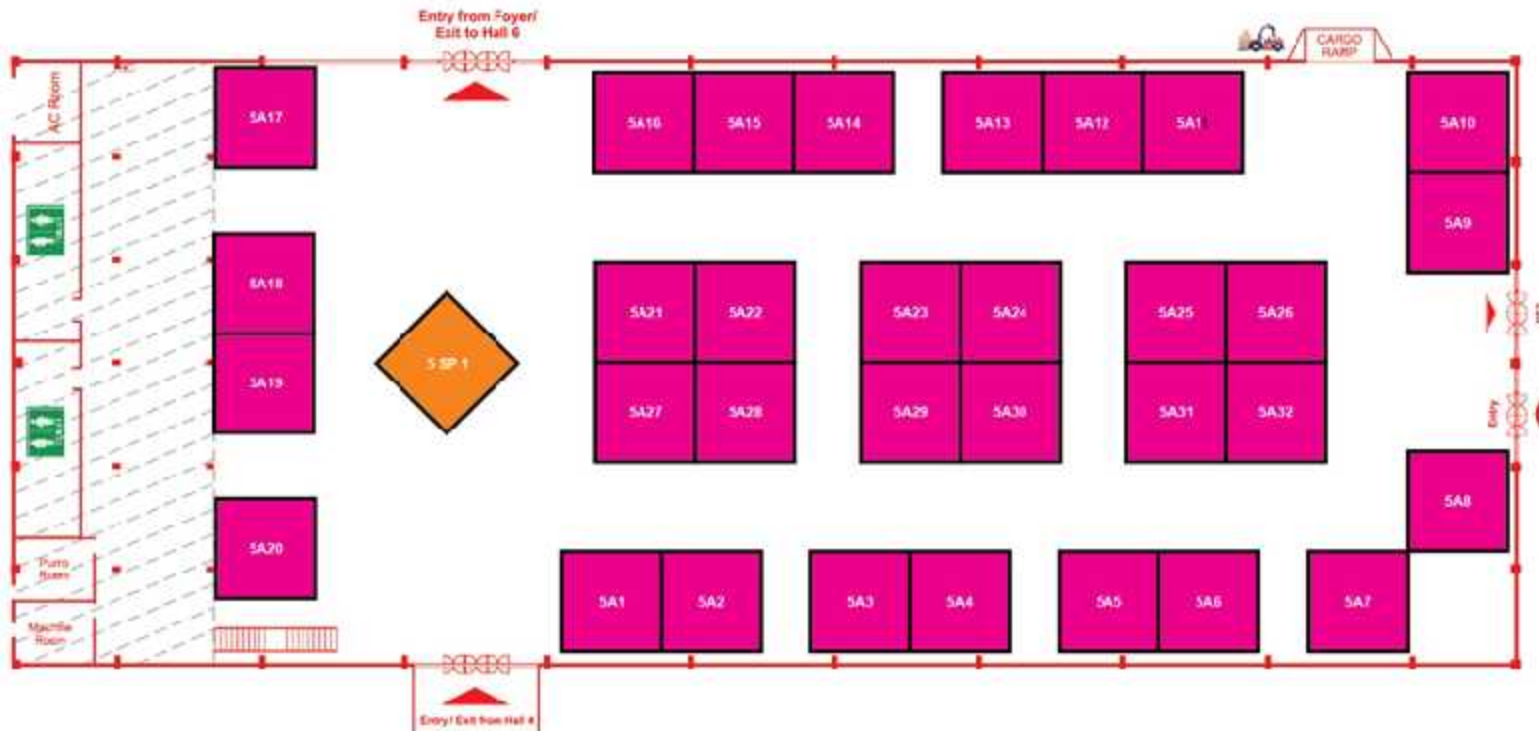 Entry from Foyer/
Exit to Hall 6
CARGO
RAMP
AC Room
5A17
5A16
5A15
5A14
5A13
5A12
5A11
5A10
5A9
5A18
5A19
5 SP 1
5A21
5A22
5A23
5A24
5A25
5A26
5A27
5A28
5A29
5A30
5A31
5A32
Entry
5A8
5A20
5A1
5A2
5A3
5A4
5A5
5A6
5A7
Room
Machine
Room
Entry/ Exit from Hall 4